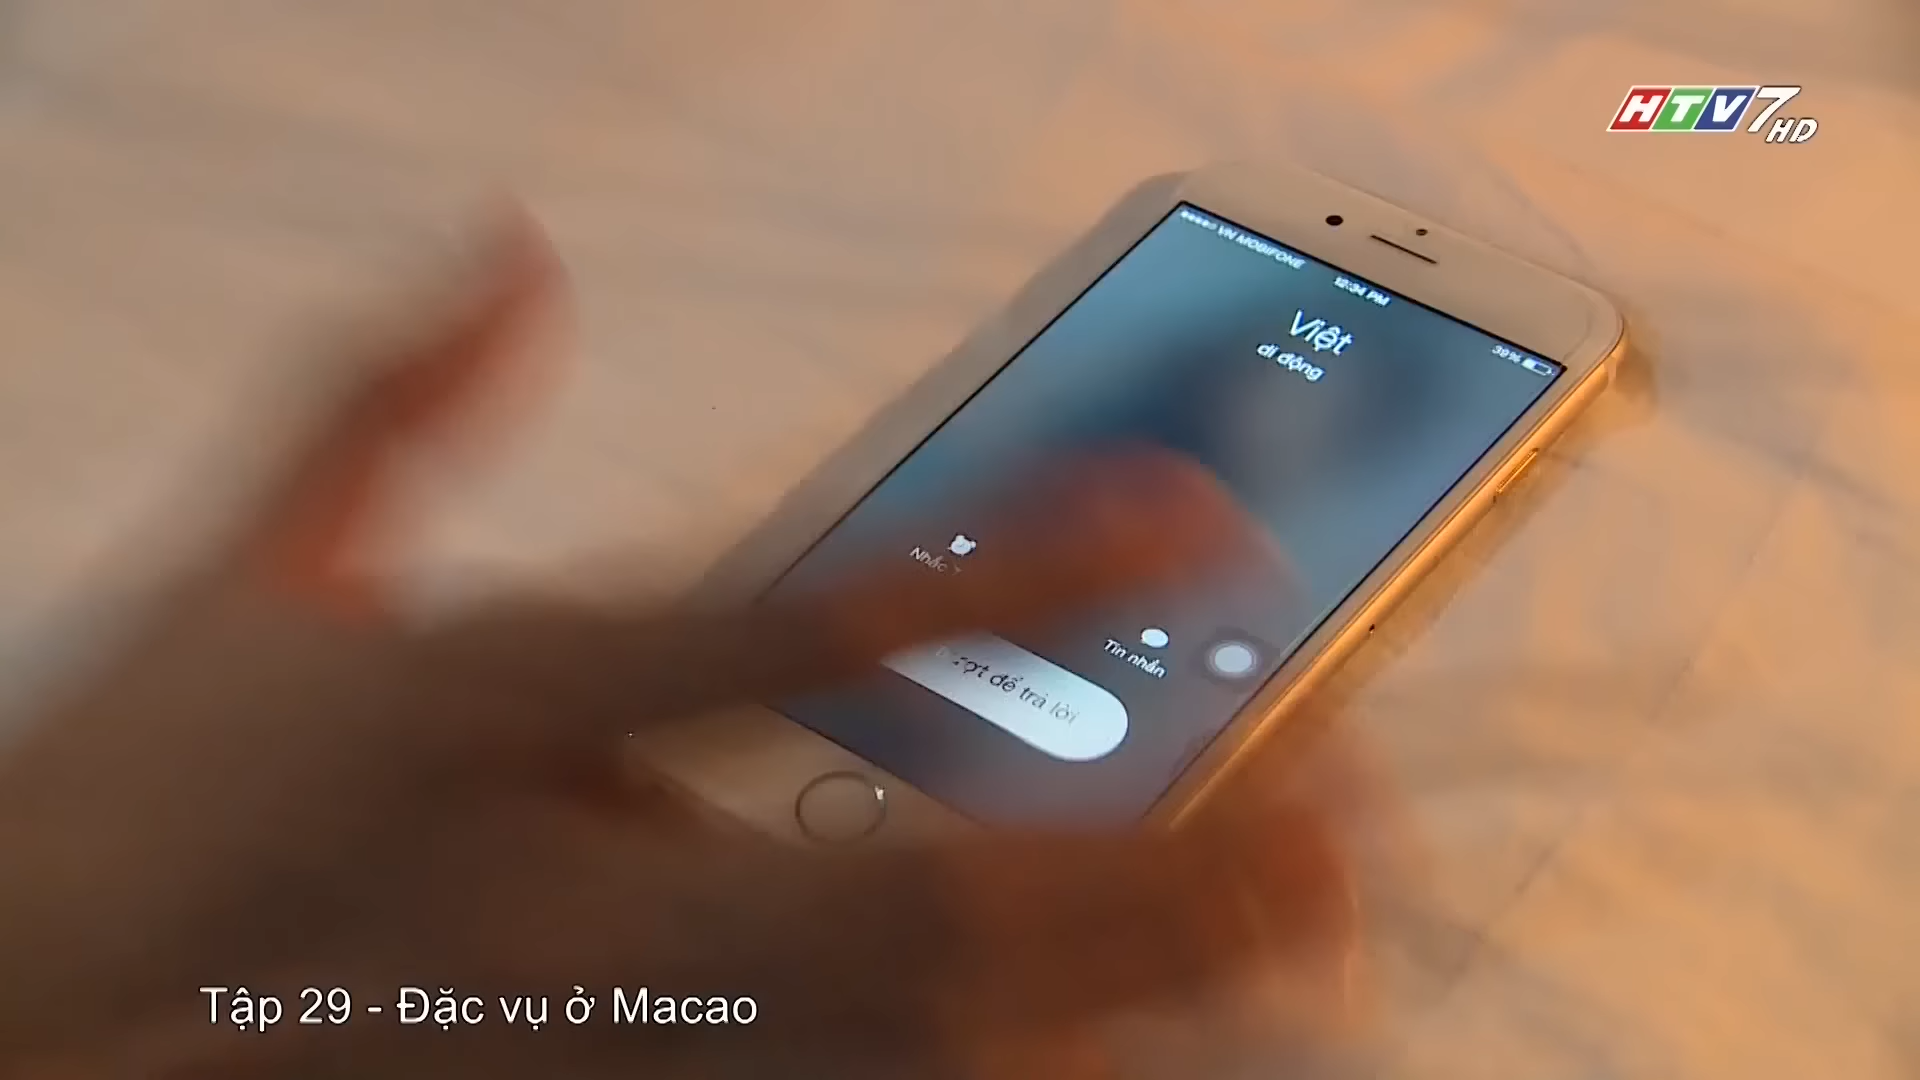 HTV7
HD
VN MOBIFONE
12:34 PM
39%
Việt
di động
Nhắc
Tin nhắn
để trả lời
Tập 29 - Đặc vụ ở Macao